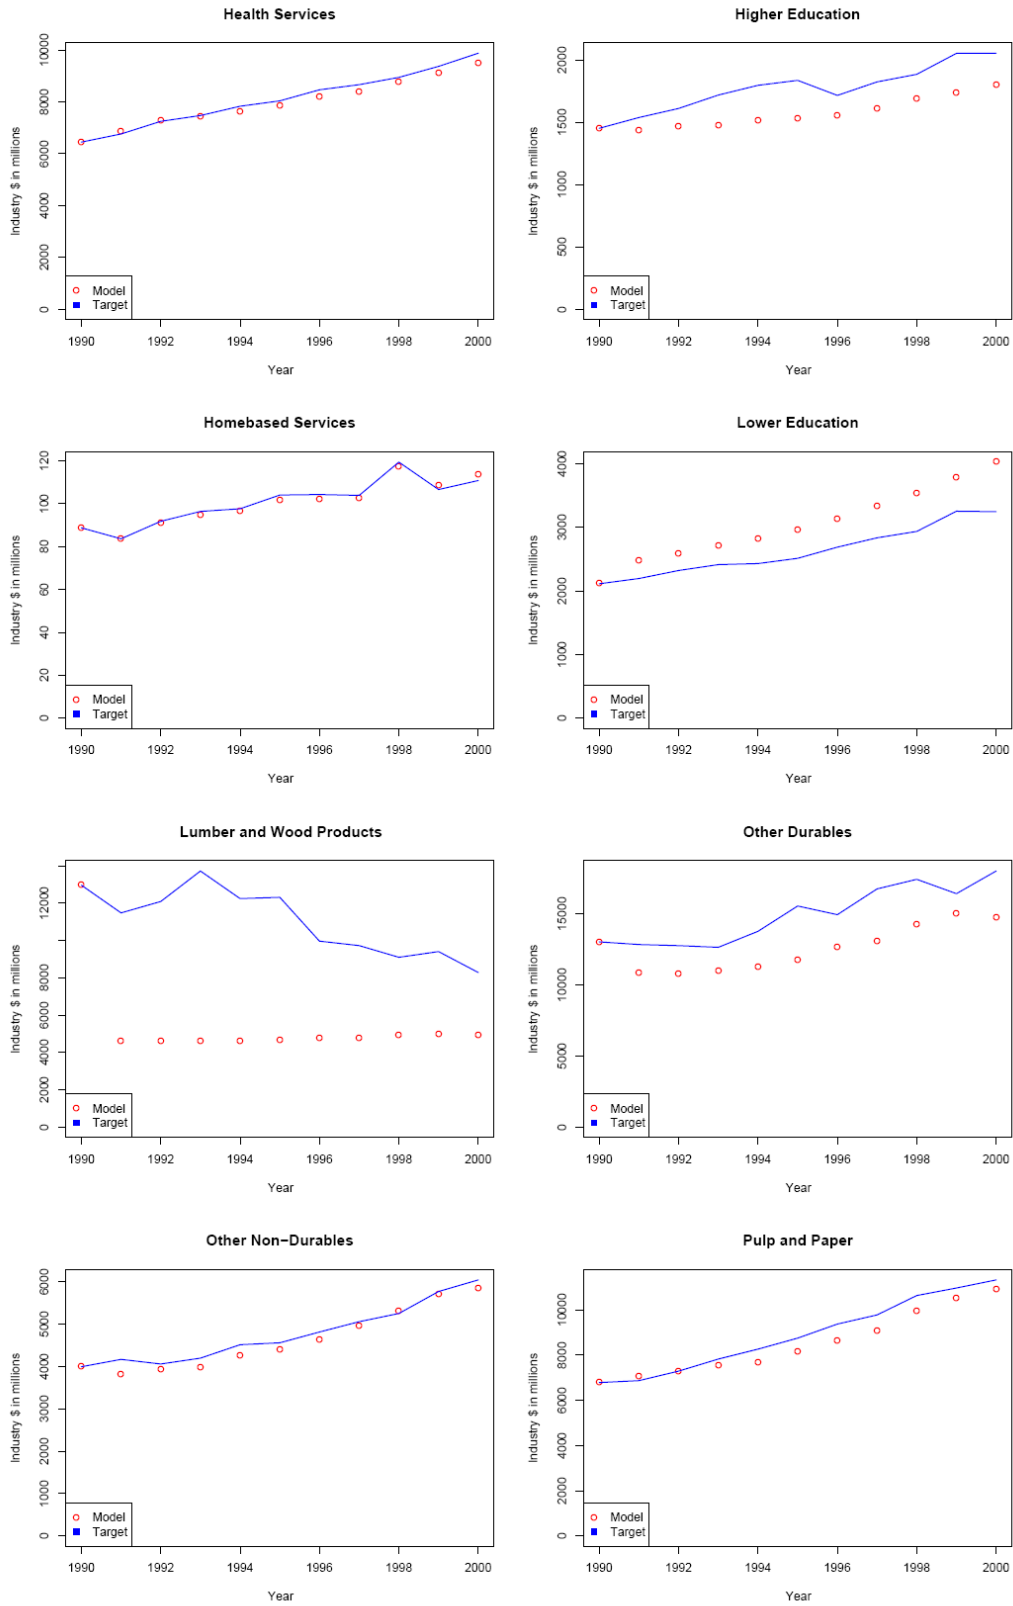 Health Services
Industry $ in millions
0
2000
4000
6000
8000
10000
Model
Target
1990
1992
1994
1996
1998
2000
Year
Higher Education
Industry $ in millions
0
500
1000
1500
2000
Model
Target
1990
1992
1994
1996
1998
2000
Year
Homebased Services
Industry $ in millions
0
20
40
60
80
100
120
Model
Target
1990
1992
1994
1996
1998
2000
Year
Lower Education
Industry $ in millions
0
1000
2000
3000
4000
Model
Target
1990
1992
1994
1996
1998
2000
Year
Lumber and Wood Products
Industry $ in millions
0
2000
4000
6000
8000
12000
Model
Target
1990
1992
1994
1996
1998
2000
Year
Other Durables
Industry $ in millions
0
5000
10000
15000
Model
Target
1990
1992
1994
1996
1998
2000
Year
Other Non−Durables
Industry $ in millions
0
1000
2000
3000
4000
5000
6000
Model
Target
1990
1992
1994
1996
1998
2000
Year
Pulp and Paper
Industry $ in millions
0
2000
4000
6000
8000
10000
Model
Target
1990
1992
1994
1996
1998
2000
Year